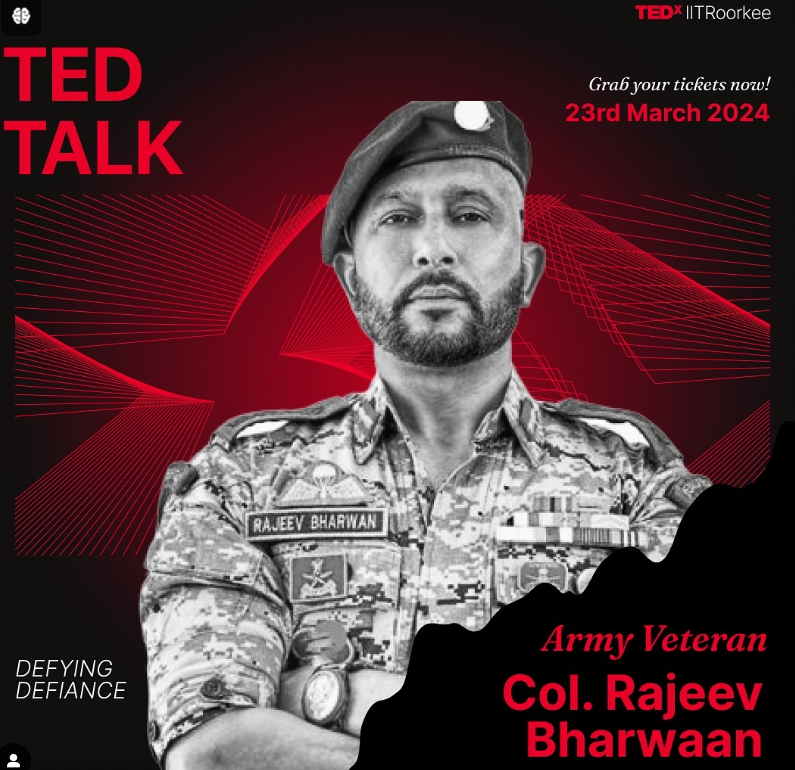 TEDx IITRoorkee
TED
TALK
Grab your tickets now!
23rd March 2024
RAJEEV BHARWAN
DEFYING
DEFIANCE
Army Veteran
Col. Rajeev
Bharwaan